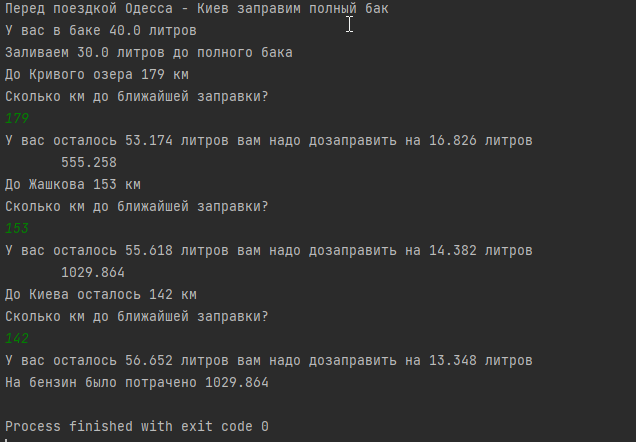 Перед поездкой Одесса - Киев заправим полный бак
У вас в баке 40.0 литров
Заливаем 30.0 литров до полного бака
До Кривого озера 179 км
Сколько км до ближайшей заправки?
179
У вас осталось 53.174 литров вам надо дозаправить на 16.826 литров
555.258
До Жашкова 153 км
Сколько км до ближайшей заправки?
153
У вас осталось 55.618 литров вам надо дозаправить на 14.382 литров
1029.864
До Киева осталось 142 км
Сколько км до ближайшей заправки?
142
У вас осталось 56.652 литров вам надо дозаправить на 13.348 литров
На бензин было потрачено 1029.864
Process finished with exit code 0